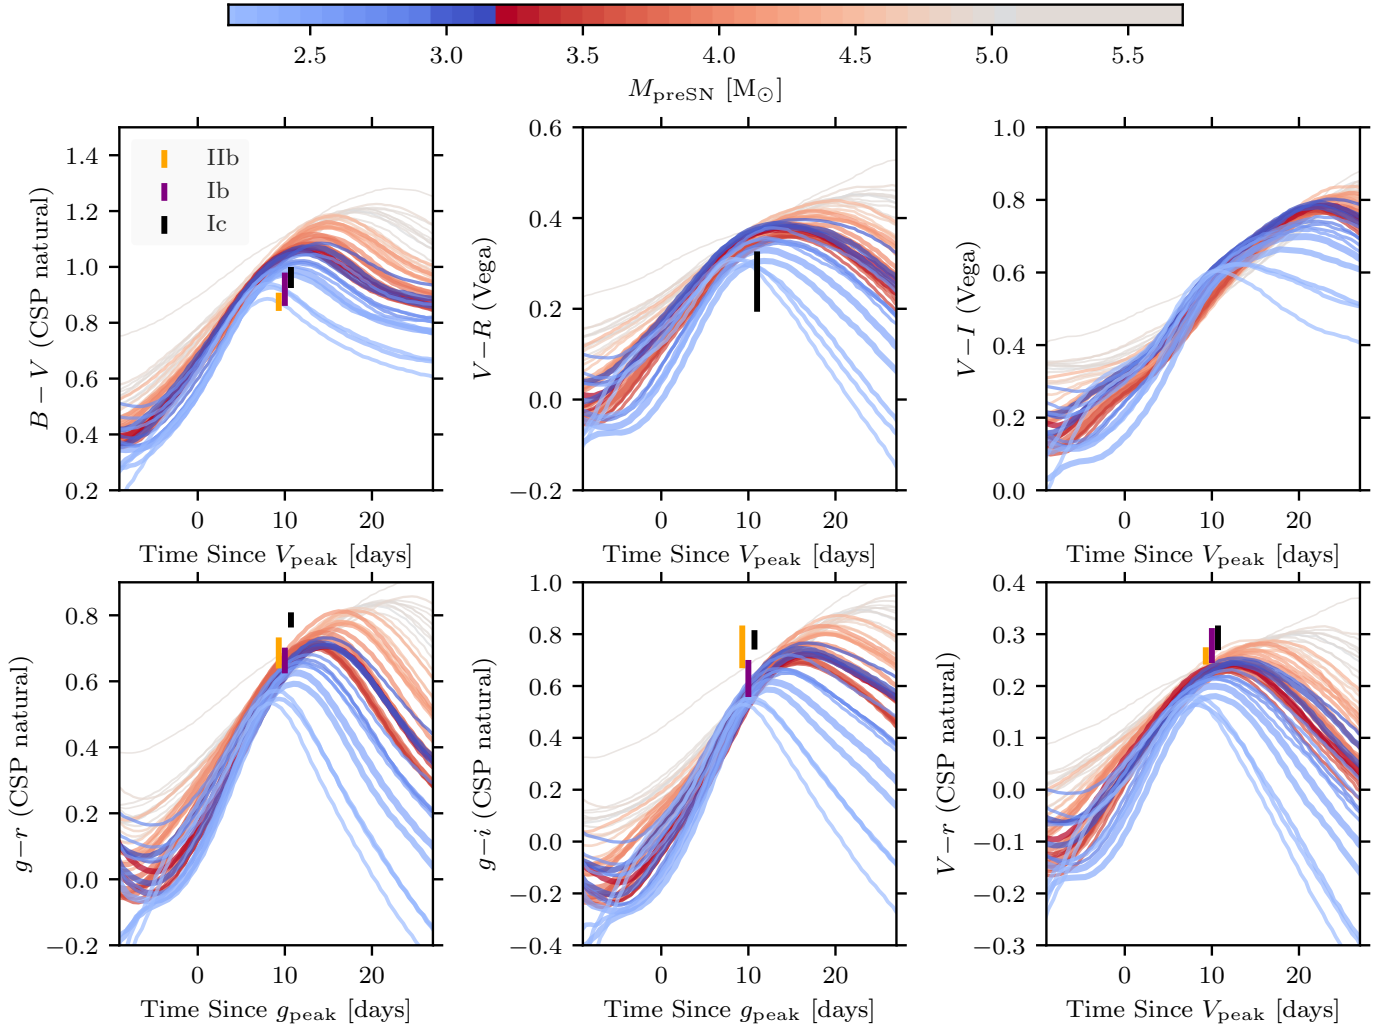 2.5 3.0 3.5 4.0 4.5 5.0 5.5
M_preSN [M_⊙]
1.4
1.2
1.0
0.8
0.6
0.4
0.2
B − V (CSP natural)
IIb
Ib
Ic
0 10 20
Time Since V_peak [days]
0.6
0.4
0.2
0.0
−0.2
V−R (Vega)
0 10 20
Time Since V_peak [days]
1.0
0.8
0.6
0.4
0.2
0.0
V−I (Vega)
0 10 20
Time Since V_peak [days]
0.8
0.6
0.4
0.2
0.0
−0.2
g−r (CSP natural)
0 10 20
Time Since g_peak [days]
1.0
0.8
0.6
0.4
0.2
0.0
−0.2
−0.4
g−i (CSP natural)
0 10 20
Time Since g_peak [days]
0.4
0.3
0.2
0.1
0.0
−0.1
−0.2
−0.3
V−r (CSP natural)
0 10 20
Time Since V_peak [days]